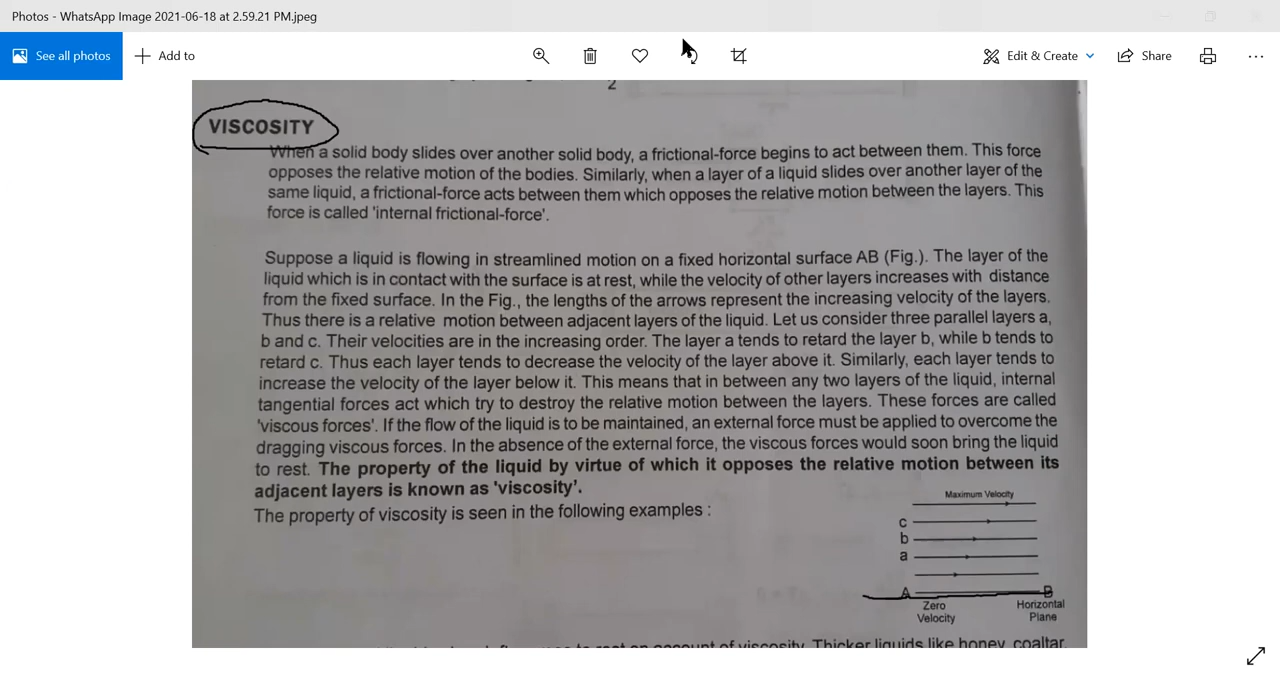 Photos - WhatsApp Image 2021-06-18 at 2.59.21 PM.jpeg
See all photos
Add to
Edit & Create
Share
2
VISCOSITY
When a solid body slides over another solid body, a frictional-force begins to act between them. This force
opposes the relative motion of the bodies. Similarly, when a layer of a liquid slides over another layer of the
same liquid, a frictional-force acts between them which opposes the relative motion between the layers. This
force is called 'internal frictional-force'.
Suppose a liquid is flowing in streamlined motion on a fixed horizontal surface AB (Fig.). The layer of the
liquid which is in contact with the surface is at rest, while the velocity of other layers increases with distance
from the fixed surface. In the Fig., the lengths of the arrows represent the increasing velocity of the layers.
Thus there is a relative motion between adjacent layers of the liquid. Let us consider three parallel layers a,
b and c. Their velocities are in the increasing order. The layer a tends to retard the layer b, while b tends to
retard c. Thus each layer tends to decrease the velocity of the layer above it. Similarly, each layer tends to
increase the velocity of the layer below it. This means that in between any two layers of the liquid, internal
tangential forces act which try to destroy the relative motion between the layers. These forces are called
'viscous forces'. If the flow of the liquid is to be maintained, an external force must be applied to overcome the
dragging viscous forces. In the absence of the external force, the viscous forces would soon bring the liquid
to rest. The property of the liquid by virtue of which it opposes the relative motion between its
adjacent layers is known as 'viscosity'.
The property of viscosity is seen in the following examples :
Maximum Velocity
c
b
a
A B
Zero Velocity
Horizontal Plane
to rest on account of viscosity. Thicker liquids like honey, coaltar,